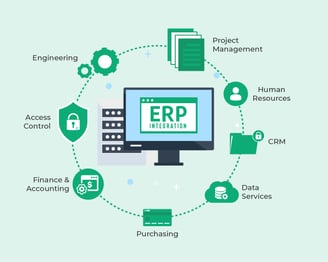 Project
Management
Engineering
Human
Resources
ERP
INTEGRATION
Access
Control
CRM
Finance &
Accounting
$
Data
Services
Purchasing